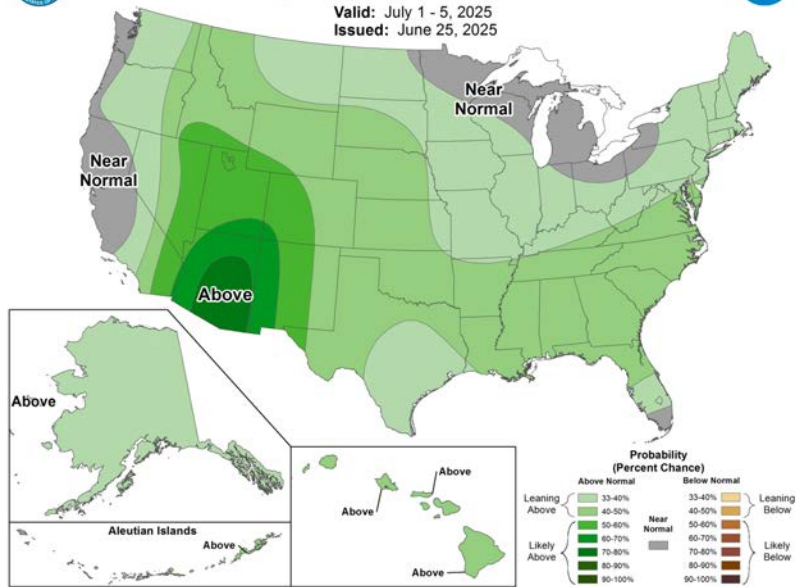 Valid: July 1 - 5, 2025
Issued: June 25, 2025
Near
Normal
Near
Normal
Above
Above
Aleutian Islands
Above
Above
Above
Above
Probability
(Percent Chance)
Above Normal
Below Normal
Leaning
Above
33-40%
40-50%
Likely
Above
50-60%
60-70%
70-80%
80-90%
90-100%
Near
Normal
33-40%
40-50%
Leaning
Below
50-60%
60-70%
70-80%
80-90%
90-100%
Likely
Below